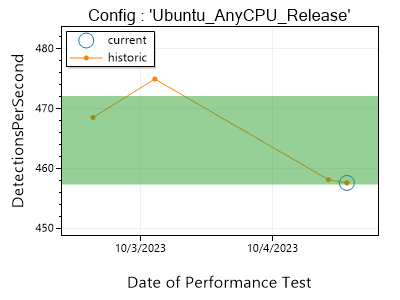 Config : 'Ubuntu_AnyCPU_Release'
current
historic
480
470
460
450
DetectionsPerSecond
10/3/2023
10/4/2023
Date of Performance Test